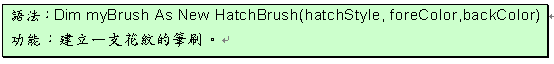 語法：Dim myBrush As New HatchBrush(hatchStyle, foreColor,backColor)
功能：建立一支花紋的筆刷。